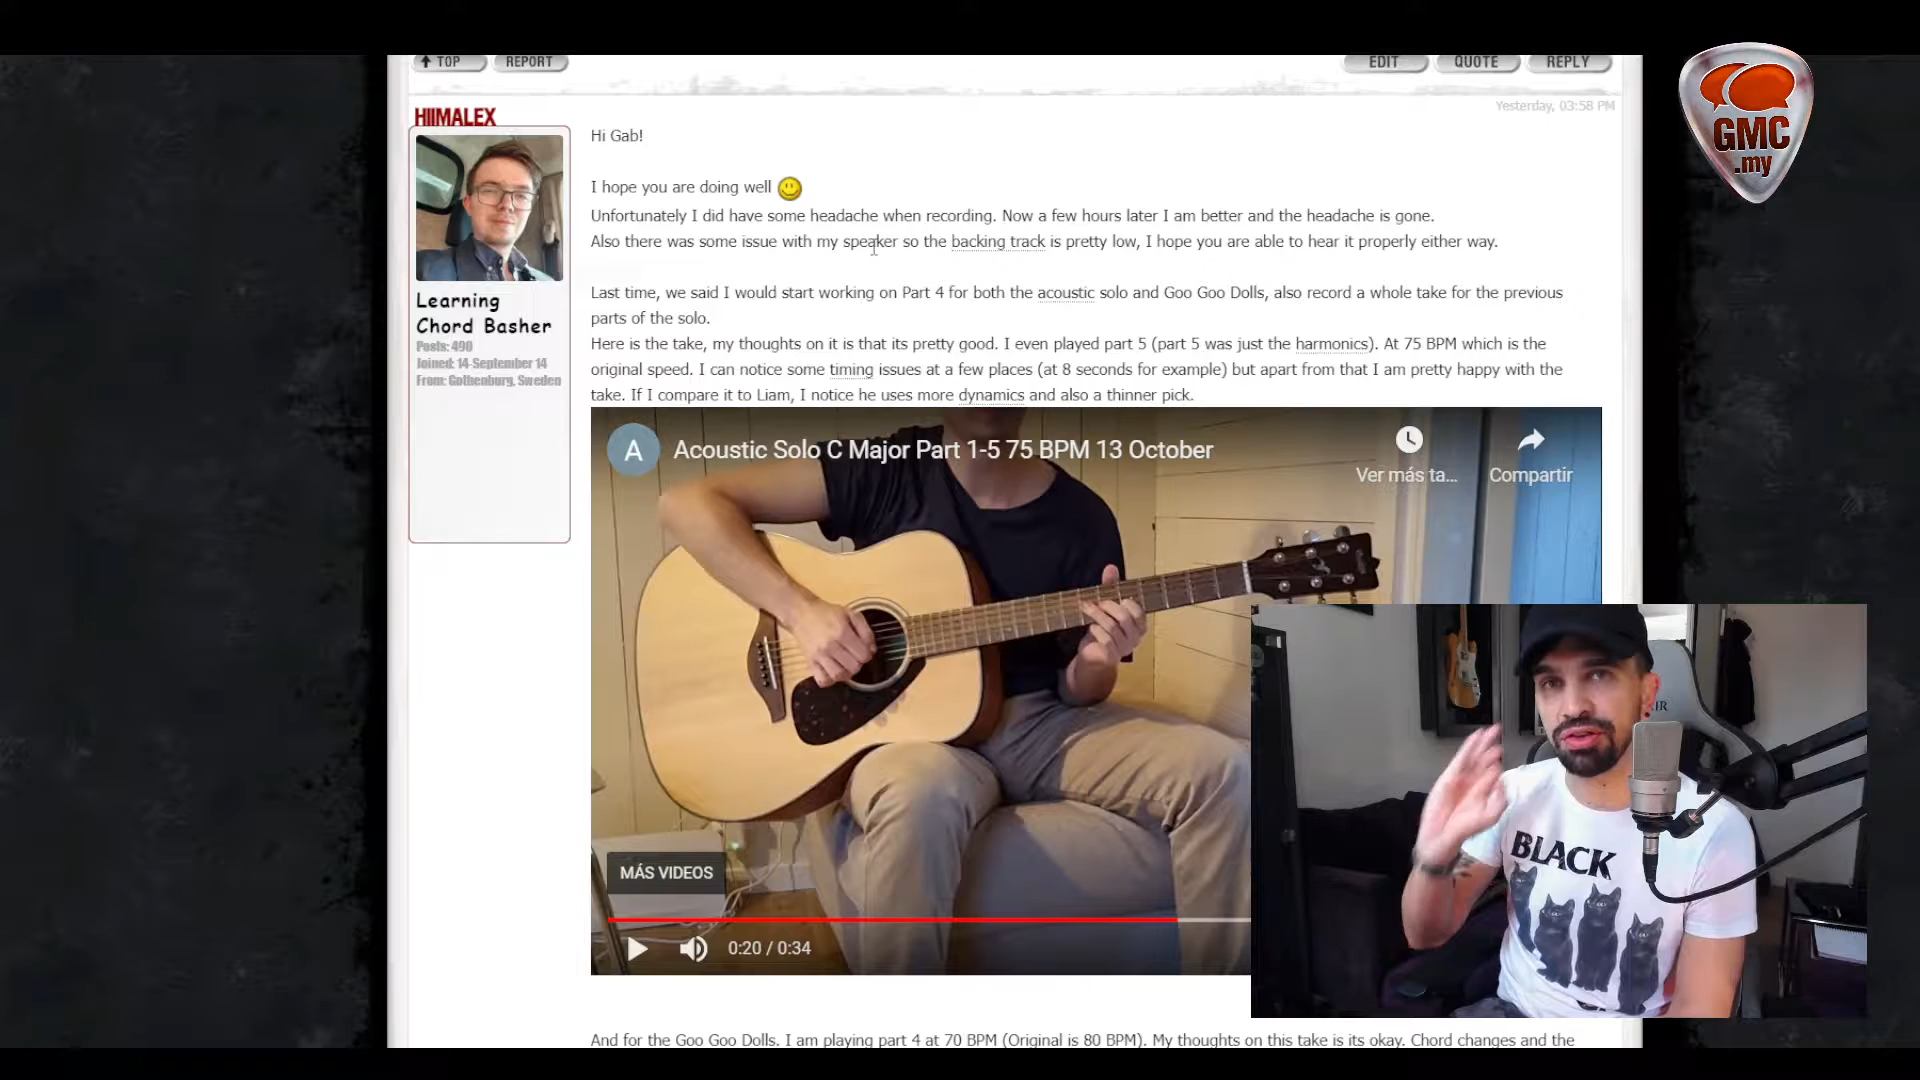 TOP
REPORT
EDIT
QUOTE
REPLY
GMC
.my
HIIMALEX
Yesterday, 03:58 PM
Learning
Chord Basher
Posts: 490
Joined: 14-September 14
From: Gothenburg, Sweden
Hi Gab!
I hope you are doing well
Unfortunately I did have some headache when recording. Now a few hours later I am better and the headache is gone.
Also there was some issue with my speaker so the backing track is pretty low, I hope you are able to hear it properly either way.
Last time, we said I would start working on Part 4 for both the acoustic solo and Goo Goo Dolls, also record a whole take for the previous
parts of the solo.
Here is the take, my thoughts on it is that its pretty good. I even played part 5 (part 5 was just the harmonics). At 75 BPM which is the
original speed. I can notice some timing issues at a few places (at 8 seconds for example) but apart from that I am pretty happy with the
take. If I compare it to Liam, I notice he uses more dynamics and also a thinner pick.
A
Acoustic Solo C Major Part 1-5 75 BPM 13 October
Ver más ta...
Compartir
MÁS VIDEOS
0:20 / 0:34
BLACK
And for the Goo Goo Dolls. I am playing part 4 at 70 BPM (Original is 80 BPM). My thoughts on this take is its okay. Chord changes and the